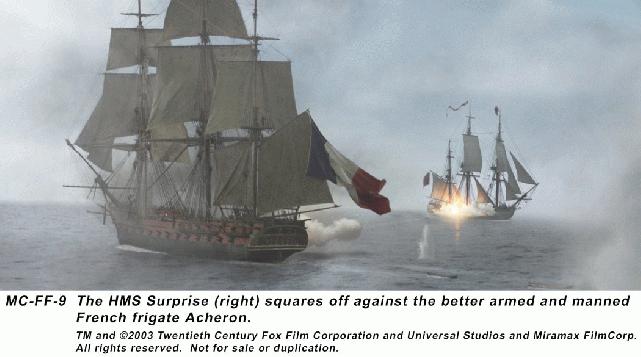 MC-FF-9 The HMS Surprise (right) squares off against the better armed and manned
French frigate Acheron.
TM and ©2003 Twentieth Century Fox Film Corporation and Universal Studios and Miramax FilmCorp.
All rights reserved. Not for sale or duplication.